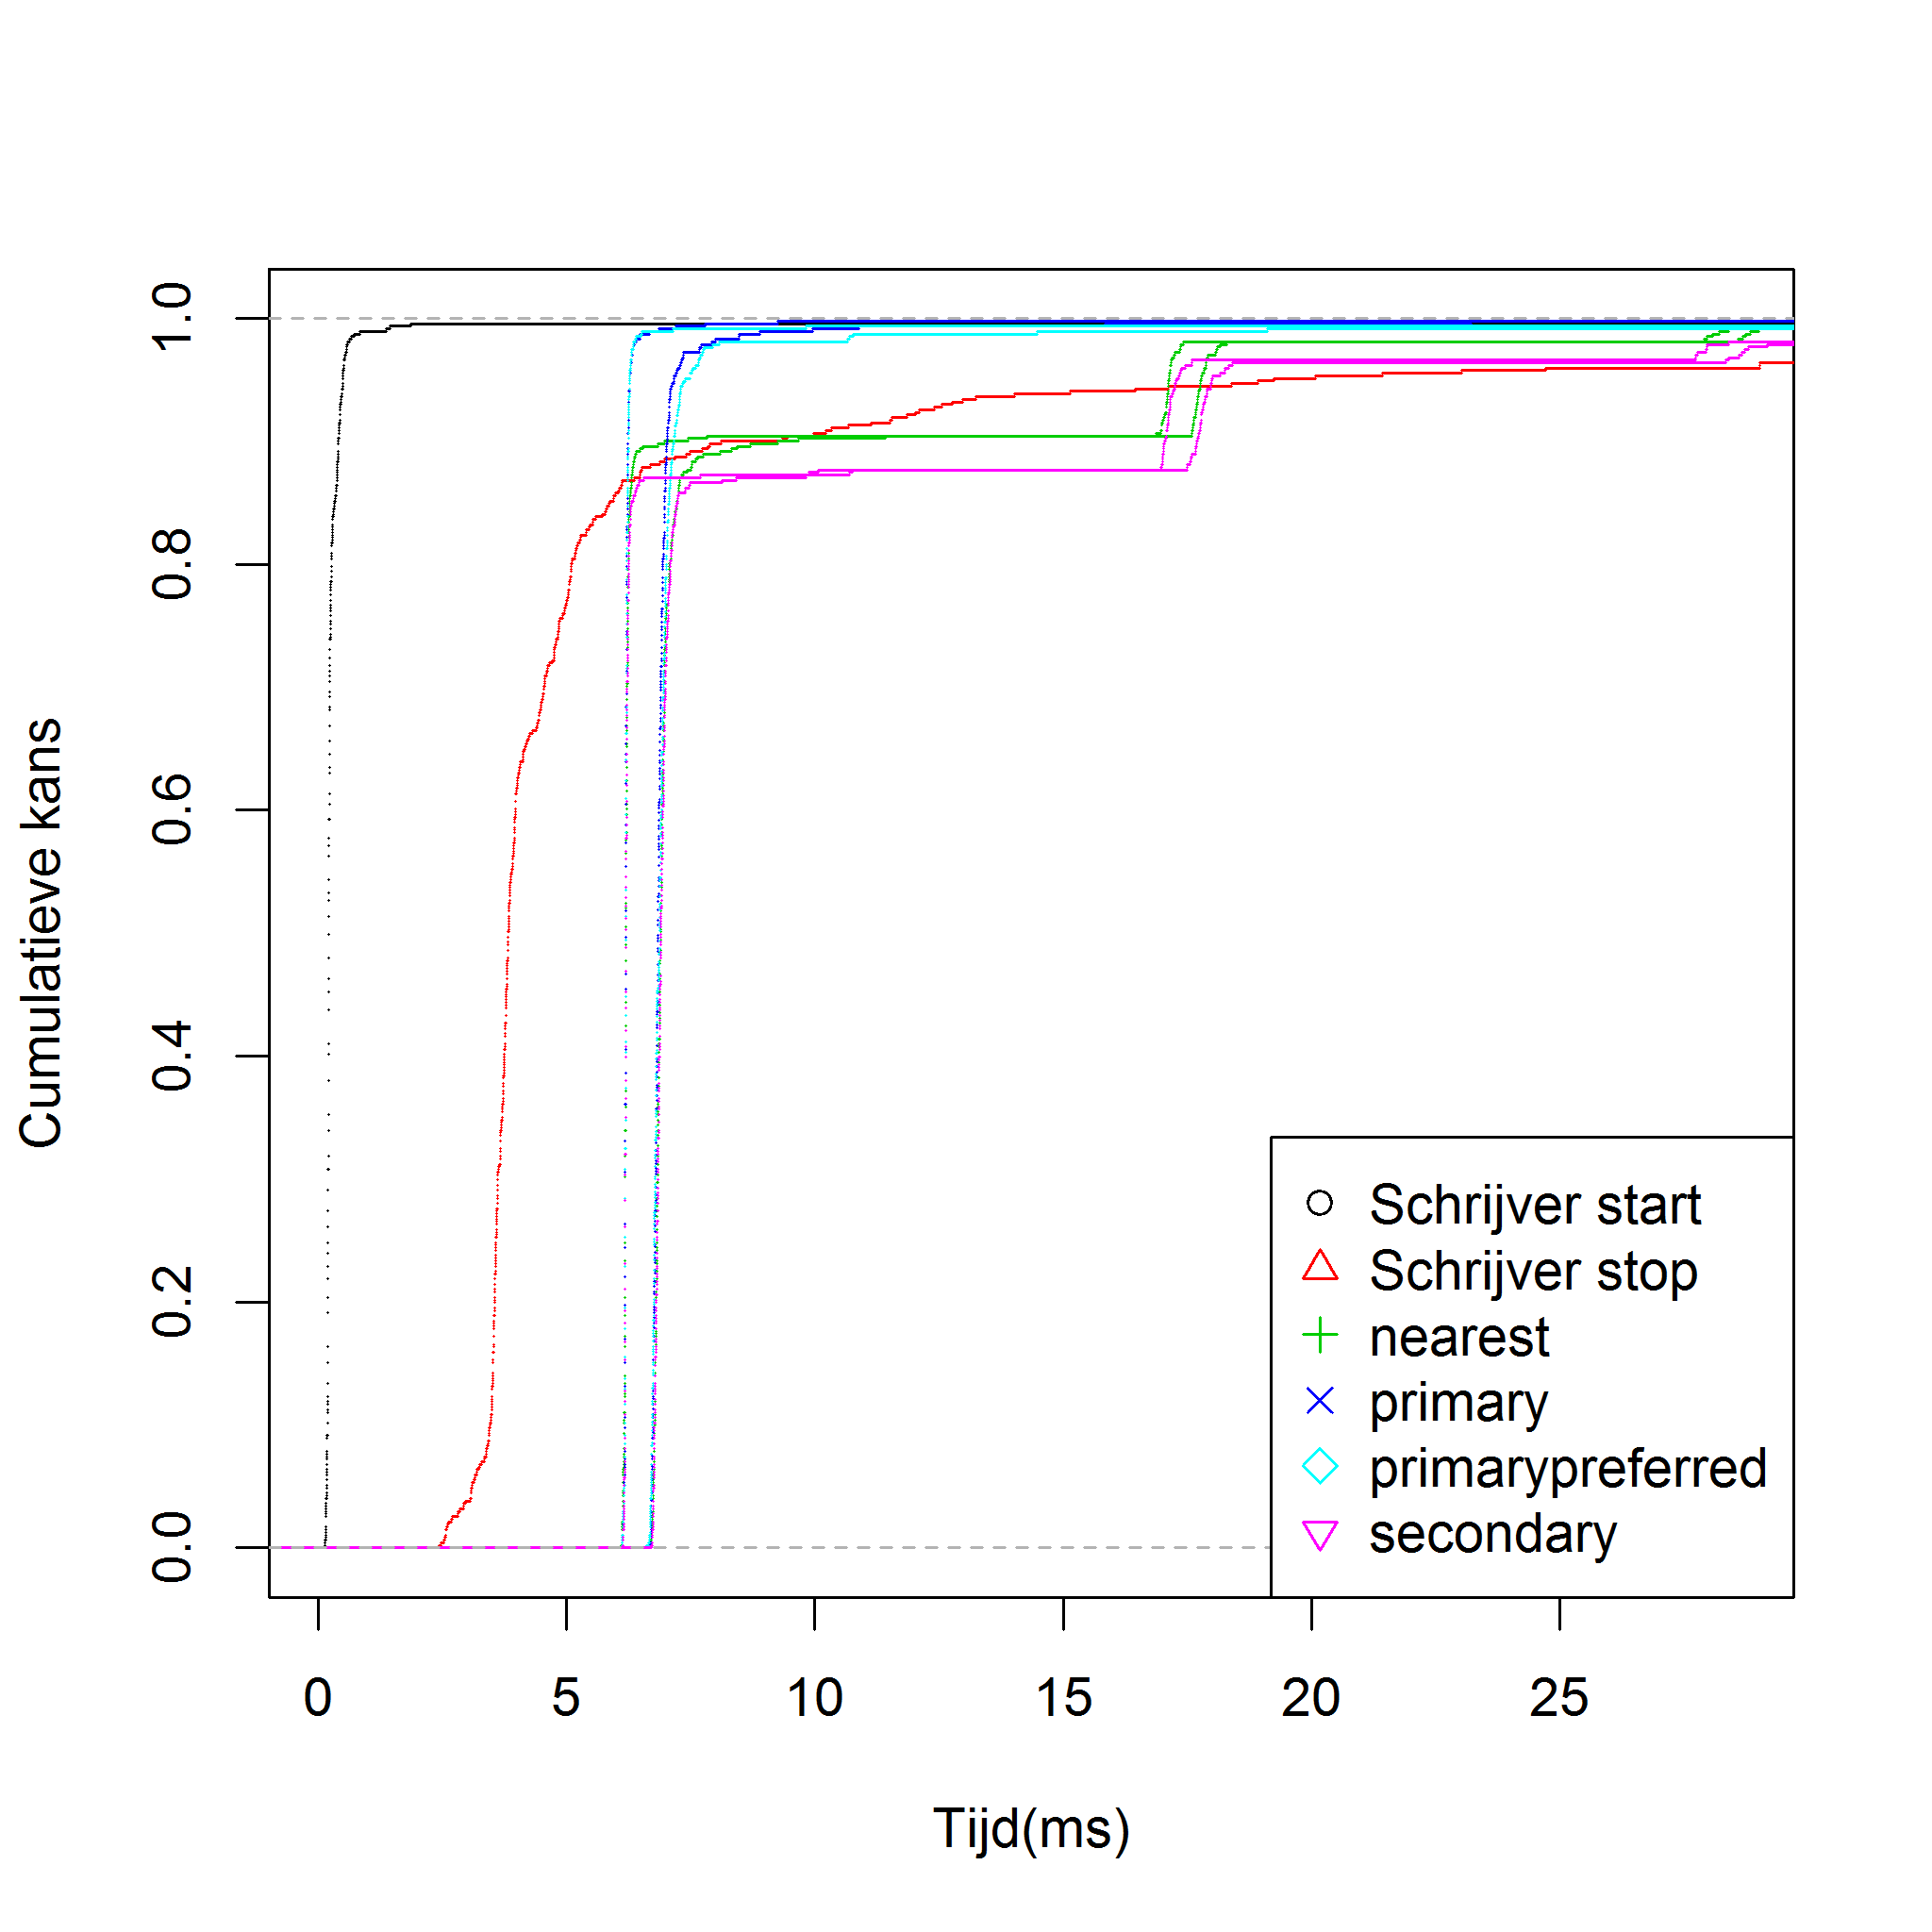 Cumulatieve kans
1.0
0.8
0.6
0.4
0.2
0.0
0 5 10 15 20 25
Tijd(ms)
Schrijver start
Schrijver stop
nearest
primary
primarypreferred
secondary